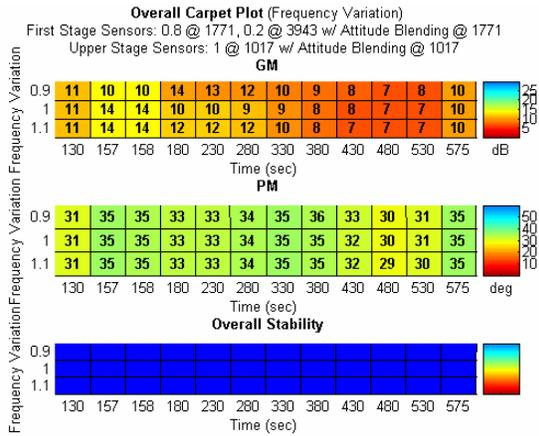 Overall Carpet Plot (Frequency Variation)
First Stage Sensors: 0.8 @ 1771, 0.2 @ 3943 w/ Attitude Blending @ 1771
Upper Stage Sensors: 1 @ 1017 w/ Attitude Blending @ 1017
GM
Frequency Variation
0.9 11 10 10 14 13 12 10 9 8 7 8 10
1 11 14 14 10 10 9 9 8 8 7 7 10
1.1 11 14 14 12 12 12 10 8 7 7 7 10
130 157 158 180 230 280 330 380 430 480 530 575
Time (sec)
25
20
15
10
5
dB
PM
Frequency Variation
0.9 31 35 35 33 33 34 35 36 33 30 31 35
1 31 35 35 33 33 34 35 35 32 30 31 35
1.1 31 35 35 33 33 34 35 35 32 29 30 35
130 157 158 180 230 280 330 380 430 480 530 575
Time (sec)
50
40
30
20
10
deg
Overall Stability
Frequency Variation
0.9
1
1.1
130 157 158 180 230 280 330 380 430 480 530 575
Time (sec)